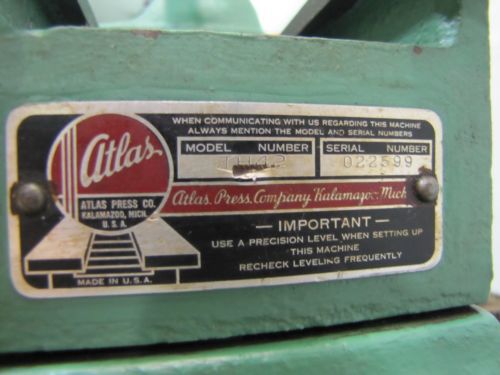 WHEN COMMUNICATING WITH US REGARDING THIS MACHINE
ALWAYS MENTION THE MODEL AND SERIAL NUMBERS
MODEL NUMBER
TH42
SERIAL NUMBER
022599
Atlas
ATLAS PRESS CO.
KALAMAZOO, MICH.
U.S.A.
Atlas Press Company Kalamazoo Mich
— IMPORTANT —
USE A PRECISION LEVEL WHEN SETTING UP
THIS MACHINE
RECHECK LEVELING FREQUENTLY
MADE IN U.S.A.